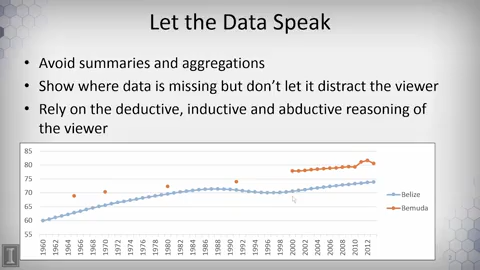 Let the Data Speak
• Avoid summaries and aggregations
• Show where data is missing but don't let it distract the viewer
• Rely on the deductive, inductive and abductive reasoning of
the viewer
85
80
75
70
65
60
55
Belize
Bemuda
1960 1962 1964 1966 1968 1970 1972 1974 1976 1978 1980 1982 1984 1986 1988 1990 1992 1994 1996 1998 2000 2002 2004 2006 2008 2010 2012